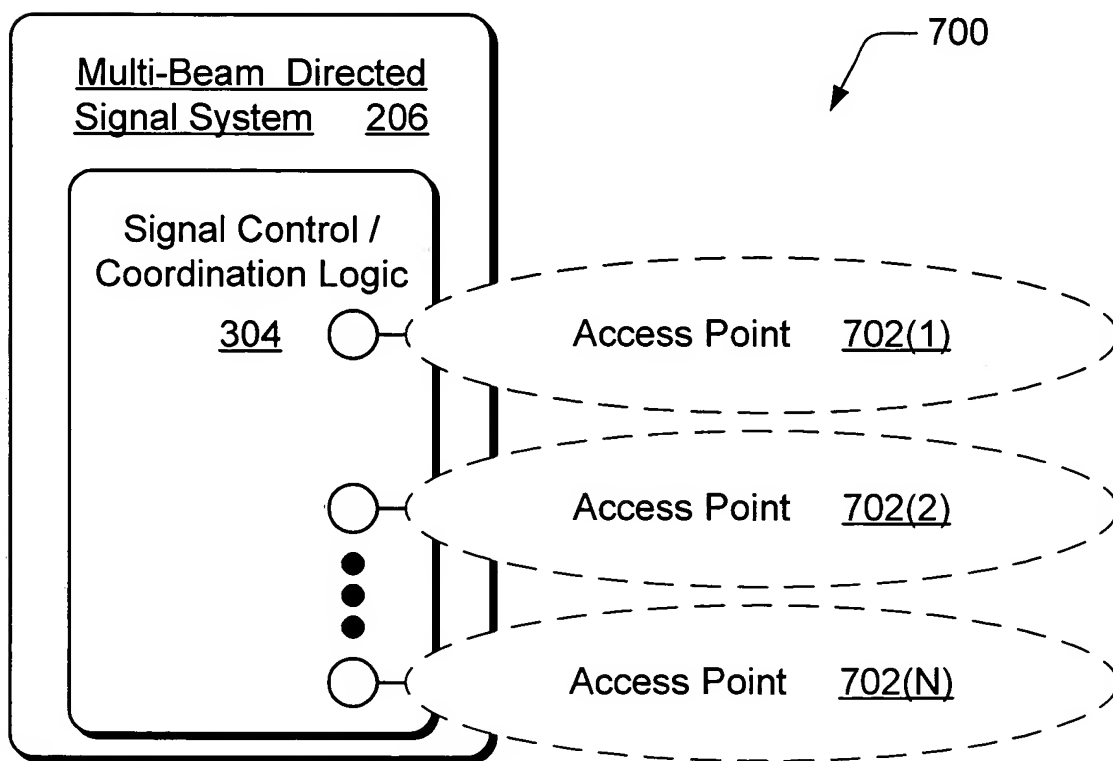 700
Multi-Beam Directed
Signal System 206
Signal Control /
Coordination Logic
304
Access Point 702(1)
Access Point 702(2)
Access Point 702(N)